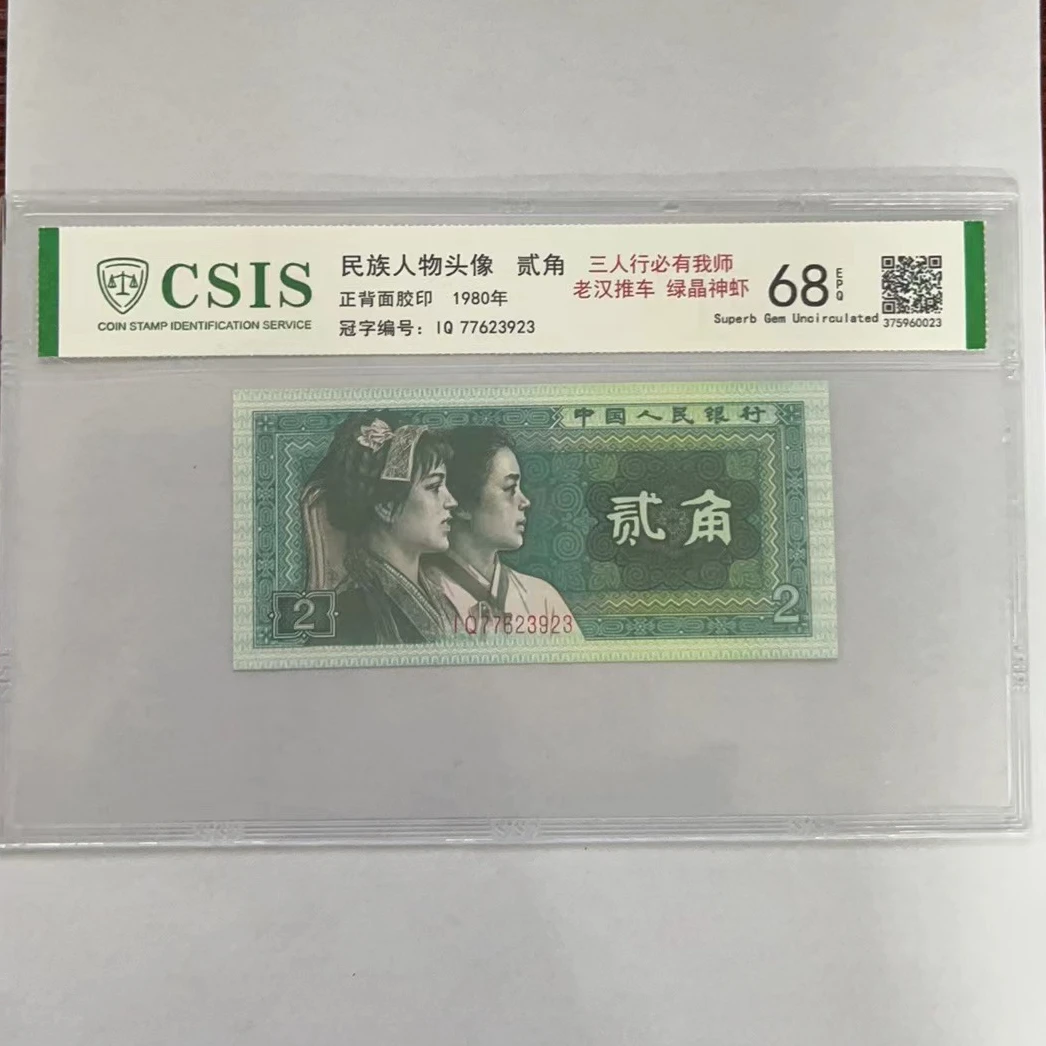 CSIS
COIN STAMP IDENTIFICATION SERVICE
民族人物头像 贰角
正背面胶印 1980年
冠字编号：IQ 77623923
三人行必有我师
老汉推车 绿晶神虾
68 EPQ
Superb Gem Uncirculated
375960023
中国人民银行
贰角
2
2
IQ77623923